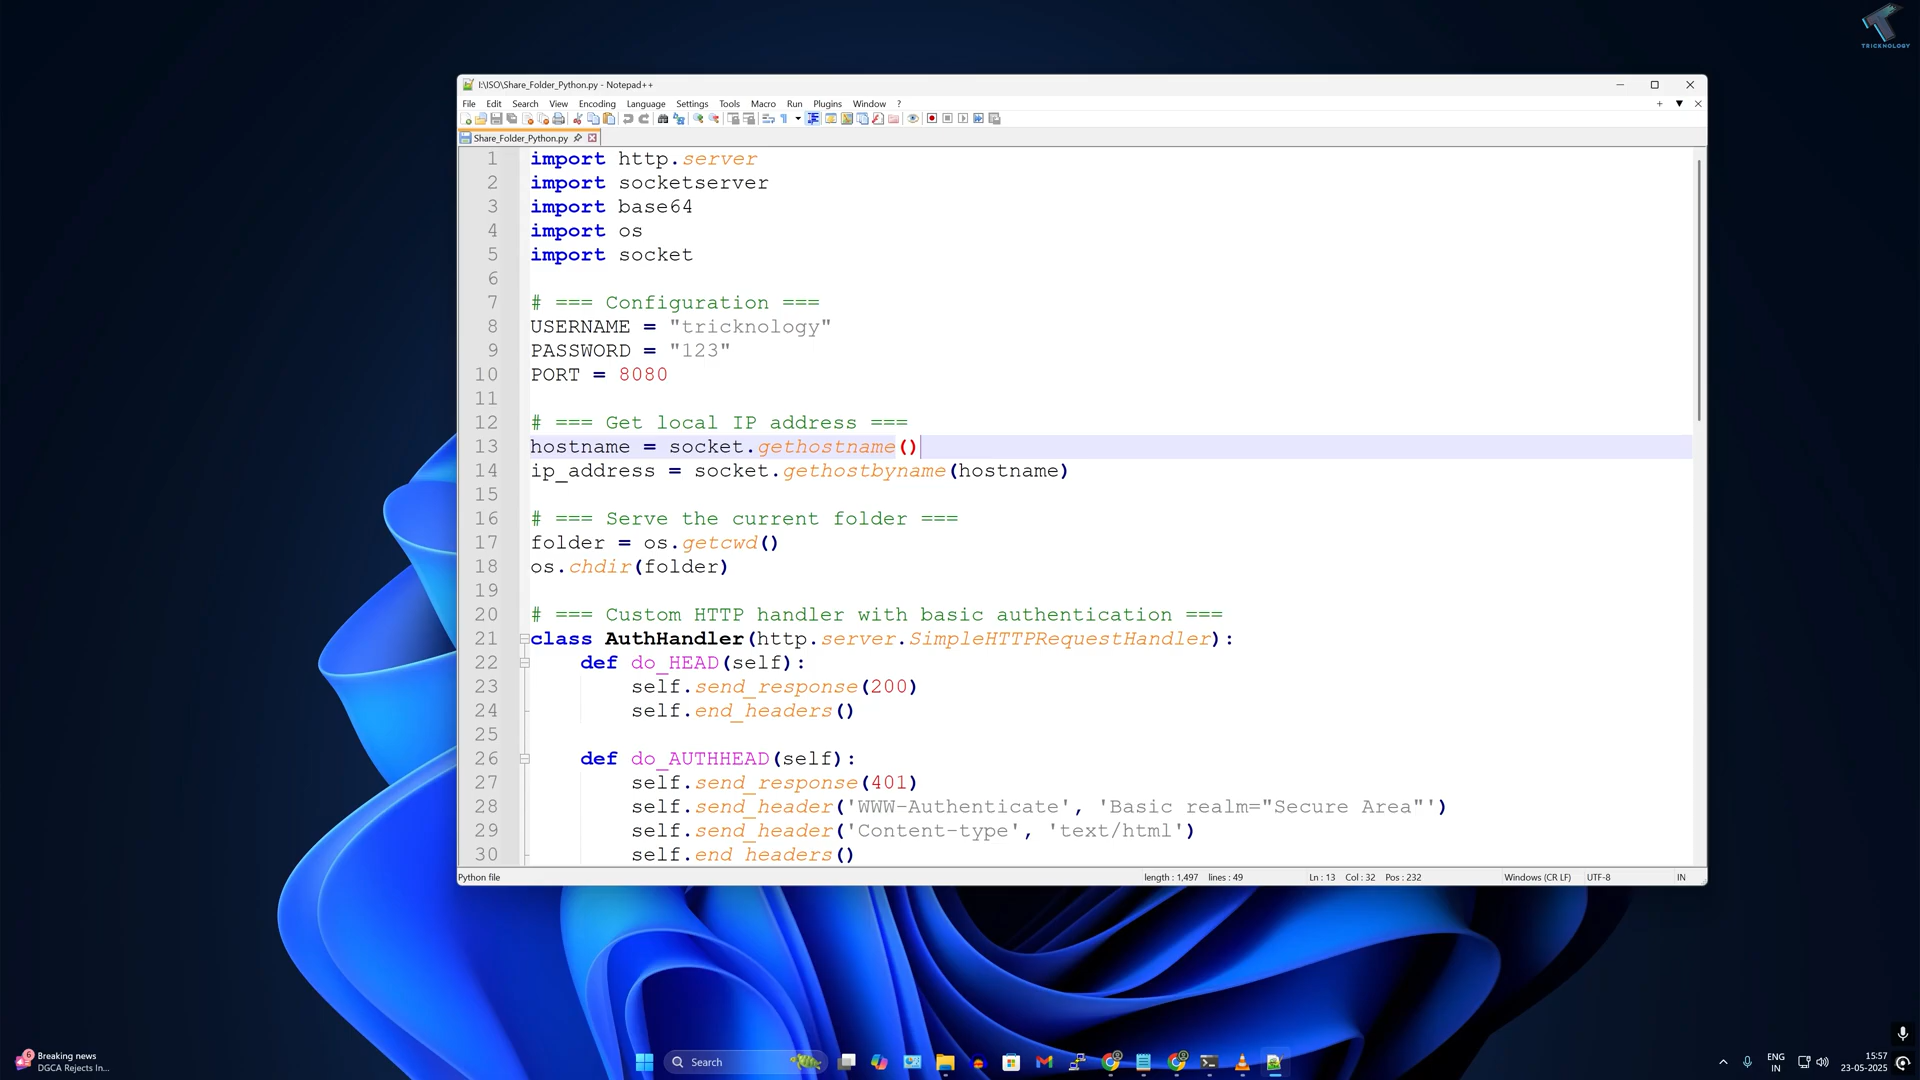 TRICKNOLOGY
I:\ISO\Share_Folder_Python.py - Notepad++
File Edit Search View Encoding Language Settings Tools Macro Run Plugins Window ?
Share_Folder_Python.py
1 import http.server
2 import socketserver
3 import base64
4 import os
5 import socket
6
7 # === Configuration ===
8 USERNAME = "tricknology"
9 PASSWORD = "123"
10 PORT = 8080
11
12 # === Get local IP address ===
13 hostname = socket.gethostname()
14 ip_address = socket.gethostbyname(hostname)
15
16 # === Serve the current folder ===
17 folder = os.getcwd()
18 os.chdir(folder)
19
20 # === Custom HTTP handler with basic authentication ===
21 class AuthHandler(http.server.SimpleHTTPRequestHandler):
22 def do_HEAD(self):
23 self.send_response(200)
24 self.end_headers()
25
26 def do_AUTHHEAD(self):
27 self.send_response(401)
28 self.send_header('WWW-Authenticate', 'Basic realm="Secure Area"')
29 self.send_header('Content-type', 'text/html')
30 self.end_headers()
Python file length : 1,497 lines : 49 Ln : 13 Col : 32 Pos : 232 Windows (CR LF) UTF-8 IN
6 Breaking news
DGCA Rejects In...
Search
ENG
IN
15:57
23-05-2025